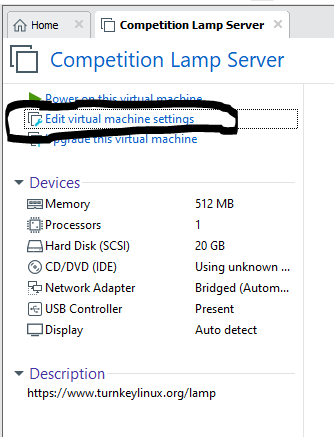 Home
Competition Lamp Server
Competition Lamp Server
Power on this virtual machine
Edit virtual machine settings
Upgrade this virtual machine
Devices
Memory 512 MB
Processors 1
Hard Disk (SCSI) 20 GB
CD/DVD (IDE) Using unknown ...
Network Adapter Bridged (Autom...
USB Controller Present
Display Auto detect
Description
https://www.turnkeylinux.org/lamp